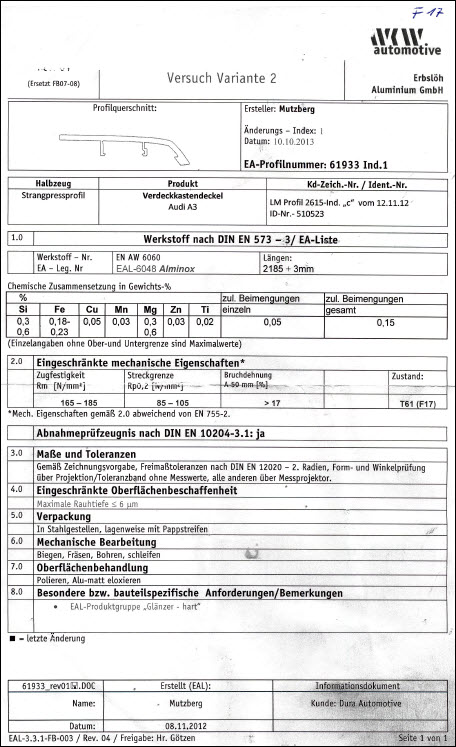 F 17
WCW
automotive
(Ersetzt FB07-08)
Versuch Variante 2
Erbslöh
Aluminium GmbH
Profilquerschnitt:
Ersteller: Mutzberg
Änderungs – Index: 1
Datum: 10.10.2013
EA-Profilnummer: 61933 Ind.1
Halbzeug Produkt Kd-Zeich.-Nr. / Ident.-Nr.
Strangpressprofil Verdeckkastendeckel
Audi A3
LM Profil 2615-Ind. „c“ vom 12.11.12
ID-Nr.- 510523
1.0 Werkstoff nach DIN EN 573 – 3/ EA-Liste
Werkstoff – Nr. EN AW 6060 Längen:
EA – Leg. Nr EAL-6048 Alminox 2185 + 3mm
Chemische Zusammensetzung in Gewichts-%
% zul. Beimengungen zul. Beimengungen
Si Fe Cu Mn Mg Zn Ti einzeln gesamt
0,3 0,18- 0,05 0,03 0,3 0,03 0,02 0,05 0,15
0,6 0,23 0,6
(Einzelangaben ohne Ober-und Untergrenze sind Maximalwerte)
2.0 Eingeschränkte mechanische Eigenschaften*
Zugfestigkeit Streckgrenze Bruchdehnung Zustand:
Rm [N/mm²] Rp0,2 [N/mm²] A 50 mm [%]
165 – 185 85 – 105 > 17 T61 (F17)
*Mech. Eigenschaften gemäß 2.0 abweichend von EN 755-2.
Abnahmeprüfzeugnis nach DIN EN 10204-3.1: ja
3.0 Maße und Toleranzen
Gemäß Zeichnungsvorgabe, Freimaßtoleranzen nach DIN EN 12020 – 2. Radien, Form- und Winkelprüfung
über Projektion/Toleranzband ohne Messwerte, alle anderen über Messprojektor.
4.0 Eingeschränkte Oberflächenbeschaffenheit
Maximale Rauhtiefe ≤ 6 µm
5.0 Verpackung
In Stahlgestellen, lagenweise mit Pappstreifen
6.0 Mechanische Bearbeitung
Biegen, Fräsen, Bohren, schleifen
7.0 Oberflächenbehandlung
Polieren, Alu-matt eloxieren
8.0 Besondere bzw. bauteilspezifische Anforderungen/Bemerkungen
• EAL-Produktgruppe „Glänzer - hart“
■ = letzte Änderung
61933_rev01.DOC Erstellt (EAL): Informationsdokument
Name: Mutzberg Kunde: Dura Automotive
Datum: 08.11.2012
EAL-3.3.1-FB-003 / Rev. 04 / Freigabe: Hr. Götzen Seite 1 von 1